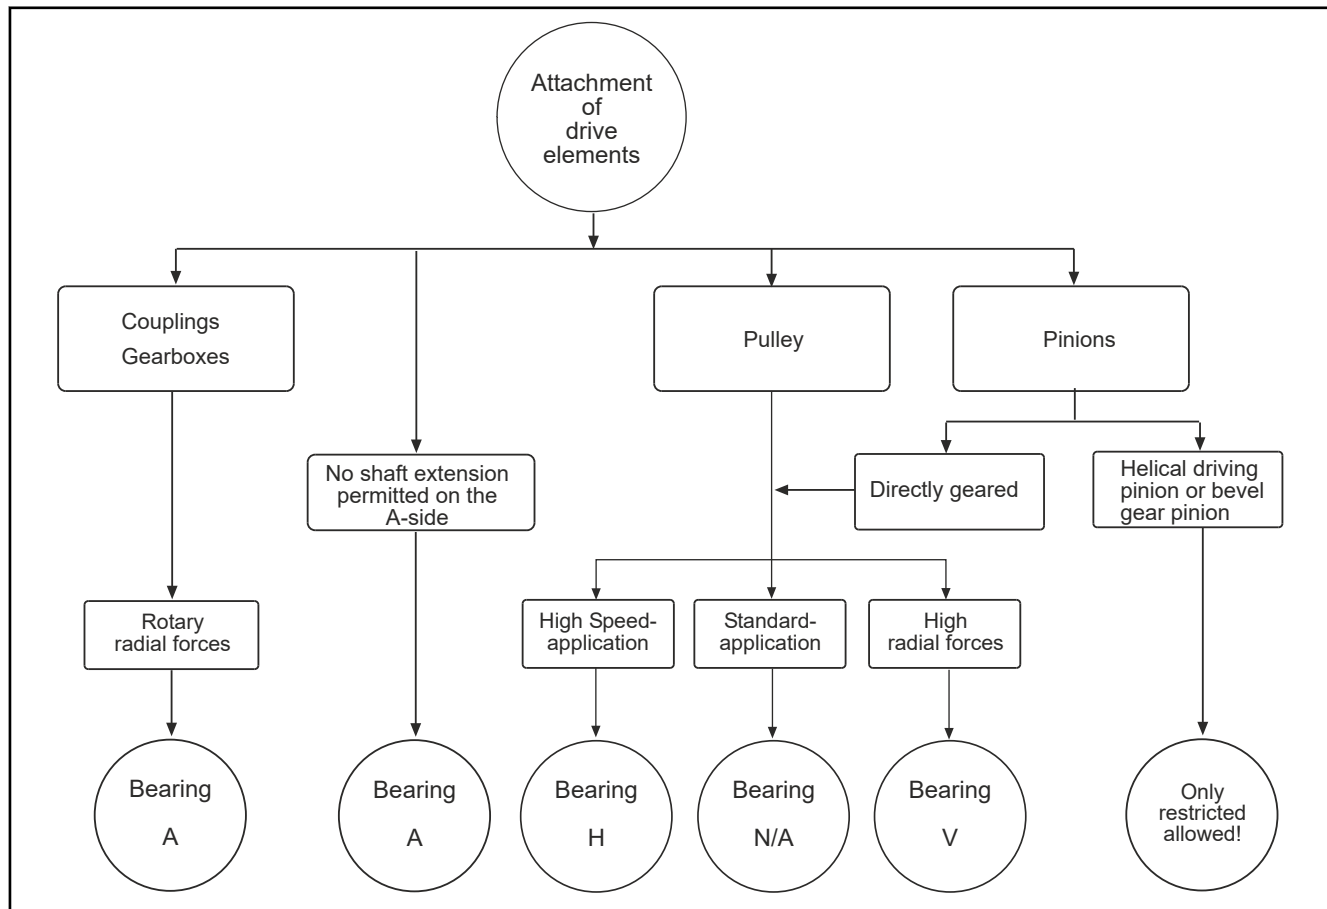 Attachment
of
drive
elements
Couplings
Gearboxes
Pulley
Pinions
No shaft extension
permitted on the
A-side
Directly geared
Helical driving
pinion or bevel
gear pinion
Rotary
radial forces
High Speed-
application
Standard-
application
High
radial forces
Bearing
A
Bearing
A
Bearing
H
Bearing
N/A
Bearing
V
Only
restricted
allowed!